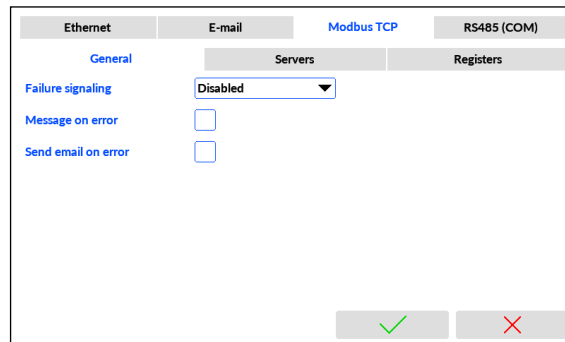 Ethernet E-mail Modbus TCP RS485 (COM)
General Servers Registers
Failure signaling Disabled
Message on error
Send email on error